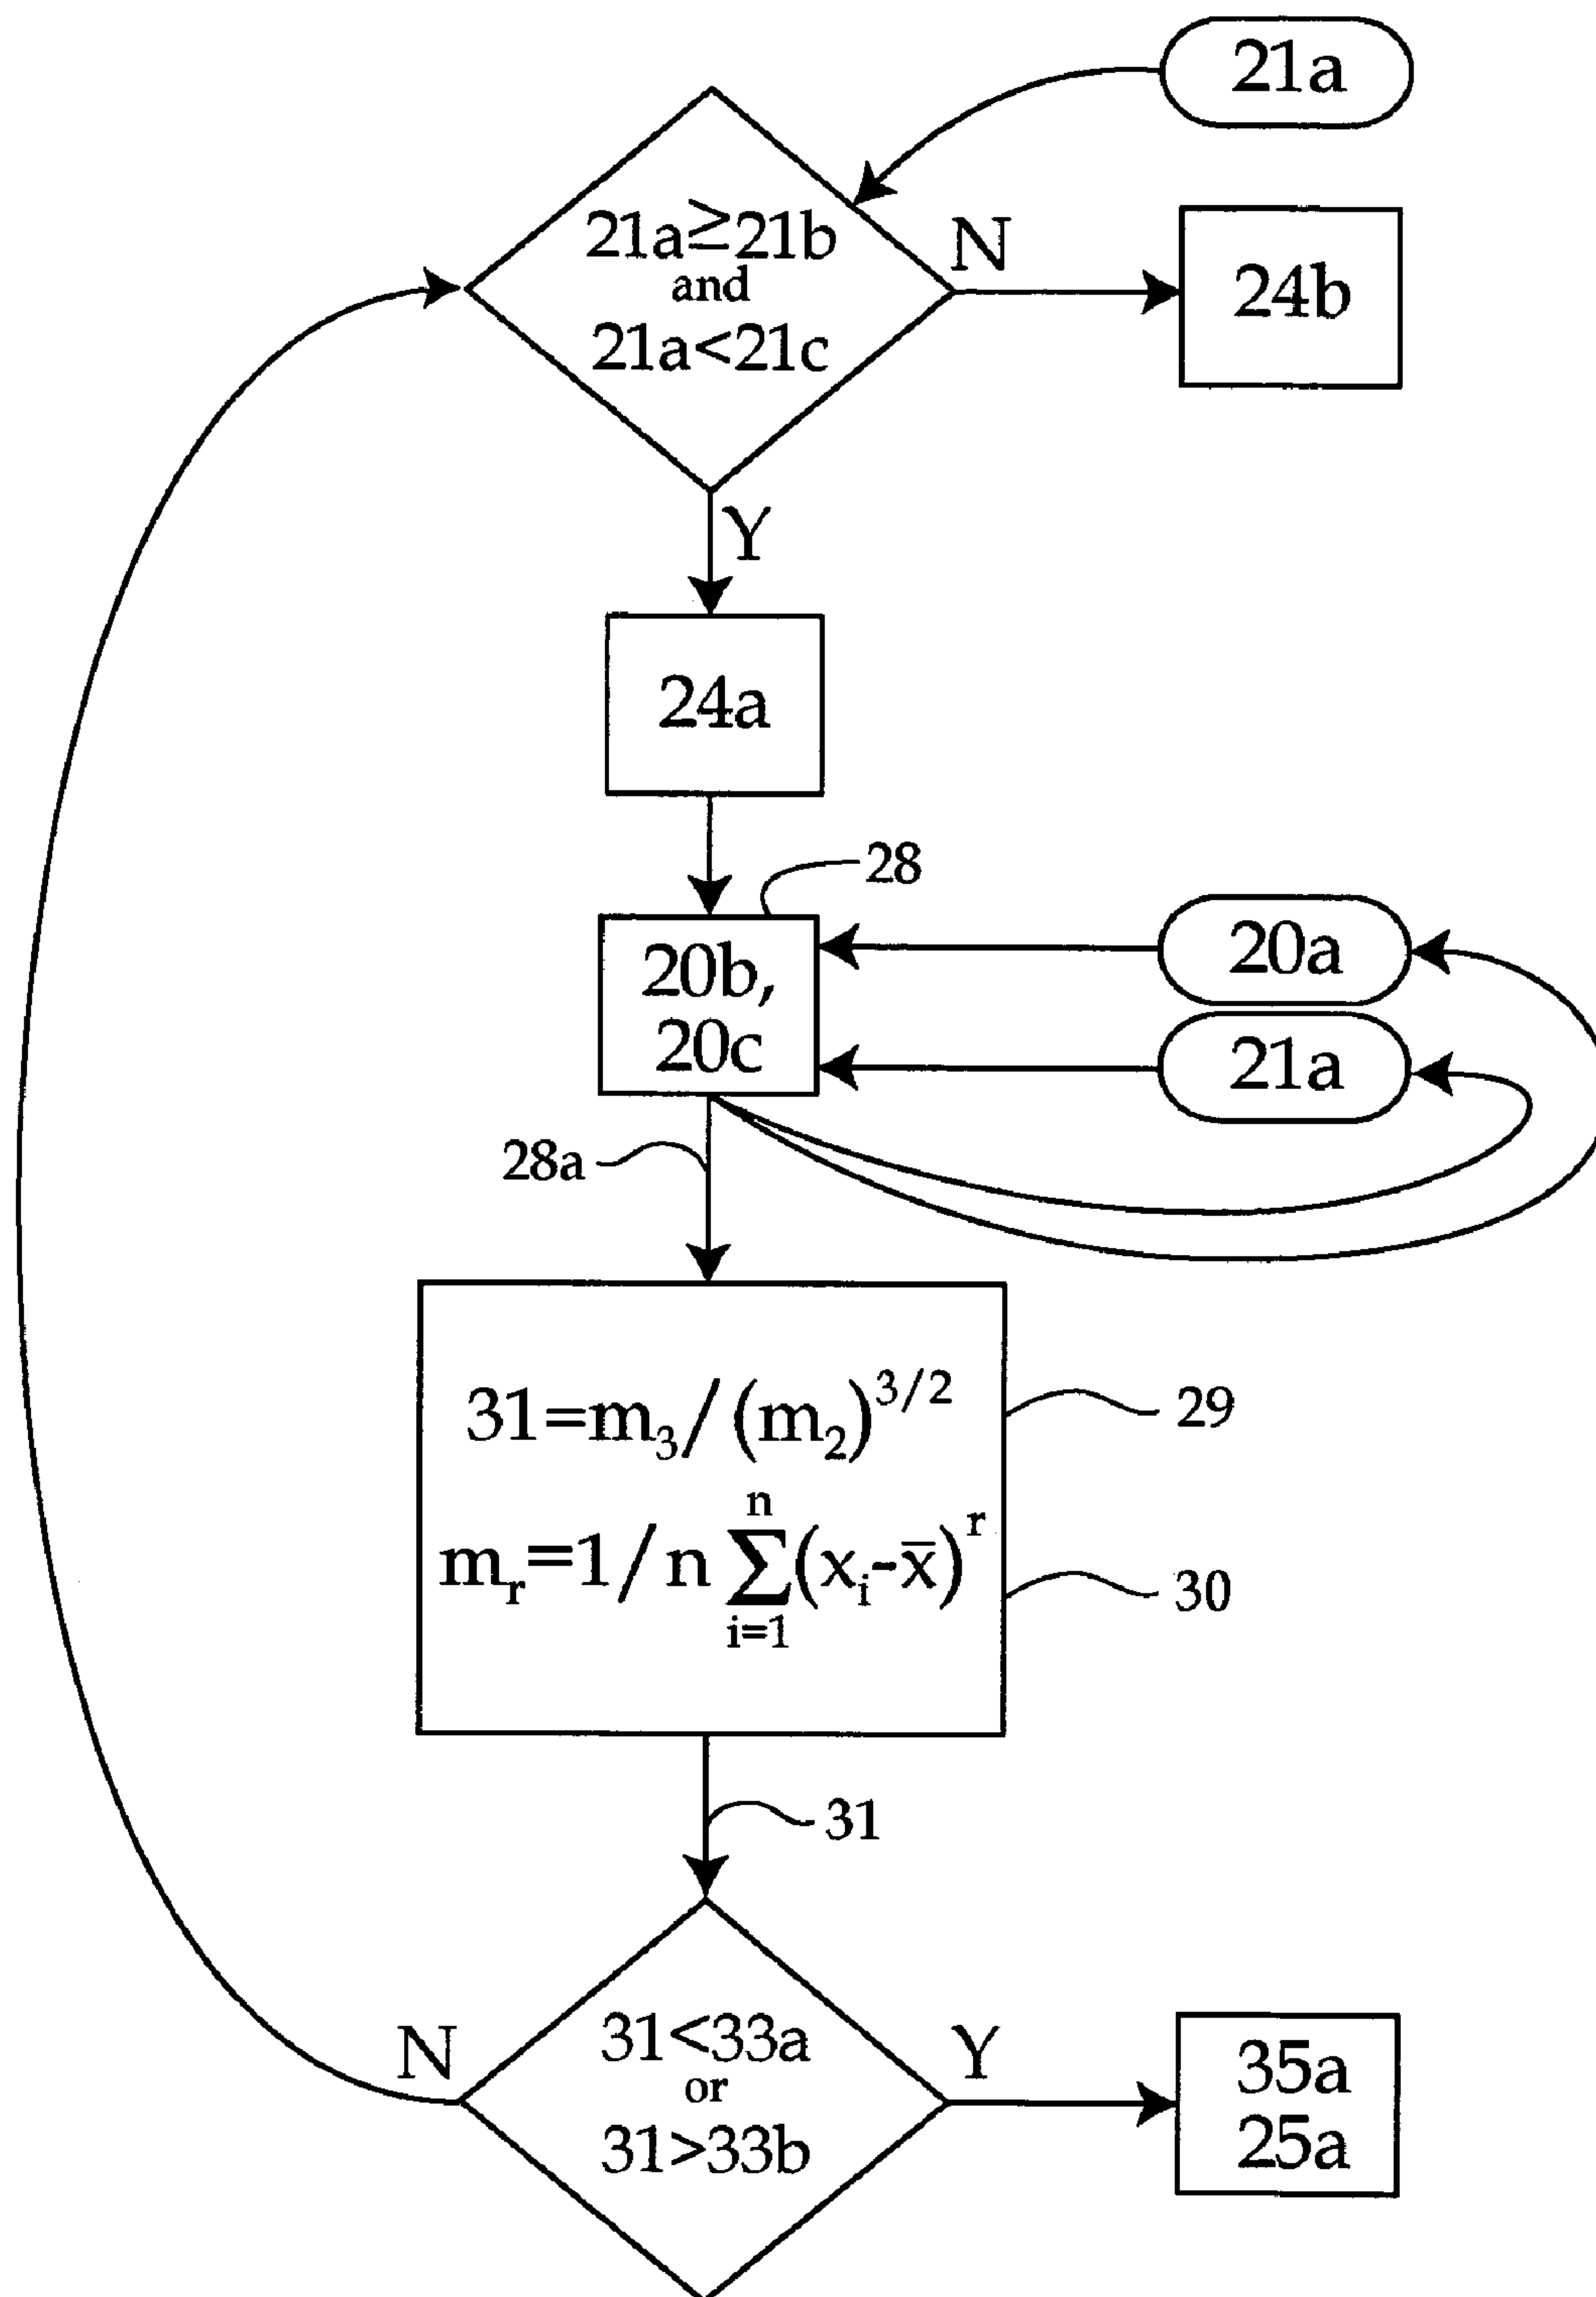 21a
21a≥21b
and
21a<21c
N
24b
Y
24a
28
20b,
20c
20a
21a
28a
31=m₃/(m₂)³/²
29
n
mᵣ=1/n∑(xᵢ-x̄)ʳ
i=1
30
31
N
31<33a
or
31>33b
Y
35a
25a